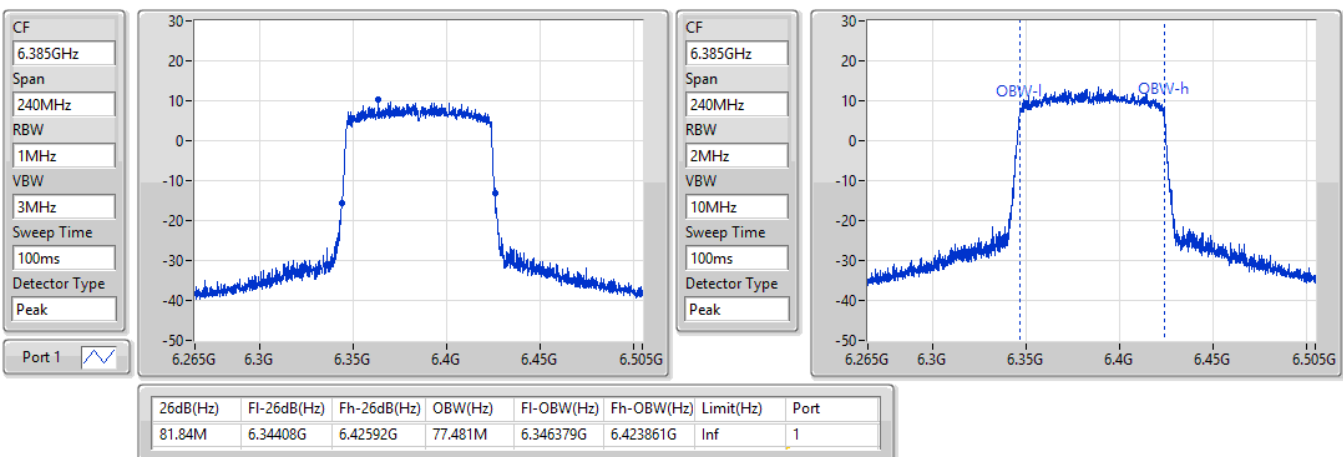 CF
6.385GHz
Span
240MHz
RBW
1MHz
VBW
3MHz
Sweep Time
100ms
Detector Type
Peak
Port 1
30
20
10
0
-10
-20
-30
-40
-50
6.265G 6.3G 6.35G 6.4G 6.45G 6.505G
CF
6.385GHz
Span
240MHz
RBW
2MHz
VBW
10MHz
Sweep Time
100ms
Detector Type
Peak
30
20
10
0
-10
-20
-30
-40
-50
OBW-l OBW-h
6.265G 6.3G 6.35G 6.4G 6.45G 6.505G
26dB(Hz) Fl-26dB(Hz) Fh-26dB(Hz) OBW(Hz) Fl-OBW(Hz) Fh-OBW(Hz) Limit(Hz) Port
81.84M 6.34408G 6.42592G 77.481M 6.346379G 6.423861G Inf 1